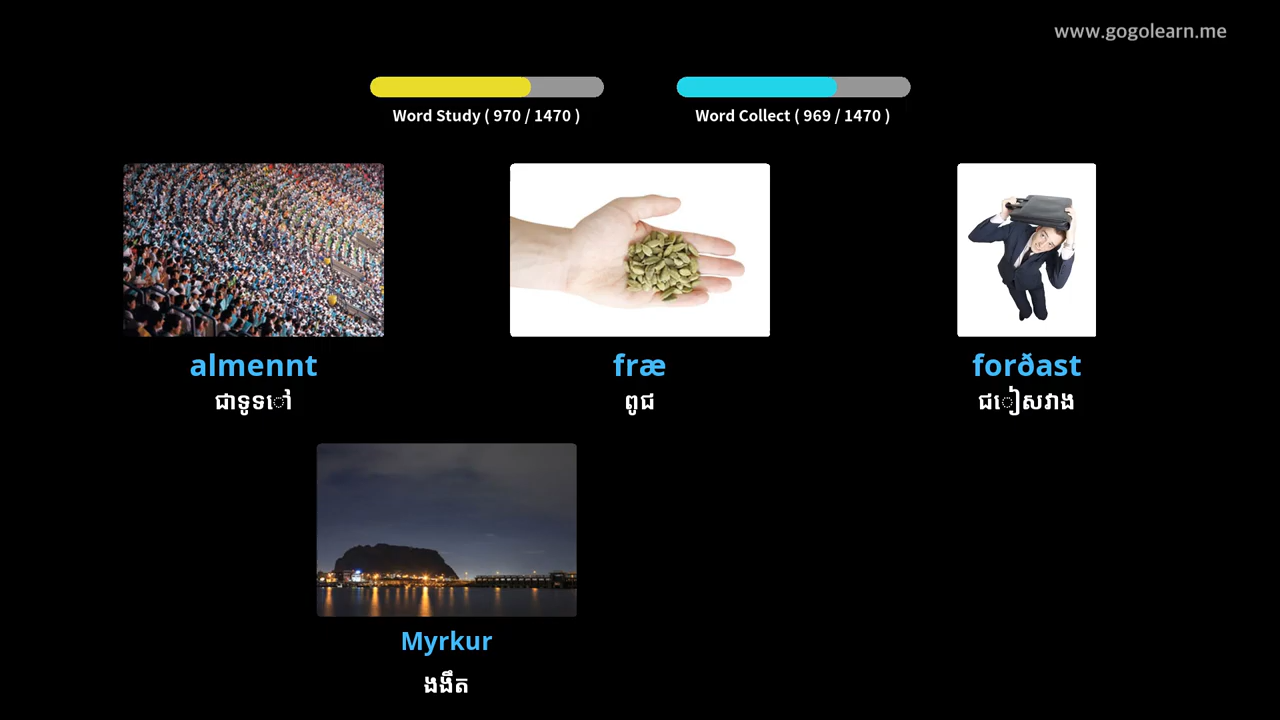 www.gogolearn.me
Word Study ( 970 / 1470 )
Word Collect ( 969 / 1470 )
almennt
ជាទូទៅ
fræ
ពូជ
forðast
ជៀសវាង
Myrkur
ងងឹត